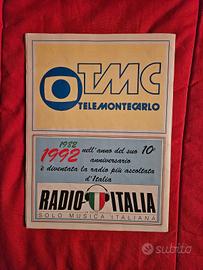 TMC
TELEMONTECARLO
1982
1992 nell'anno del suo 10°
anniversario
è diventata la radio più ascoltata
d'Italia
RADIO ITALIA
SOLO MUSICA ITALIANA
subito